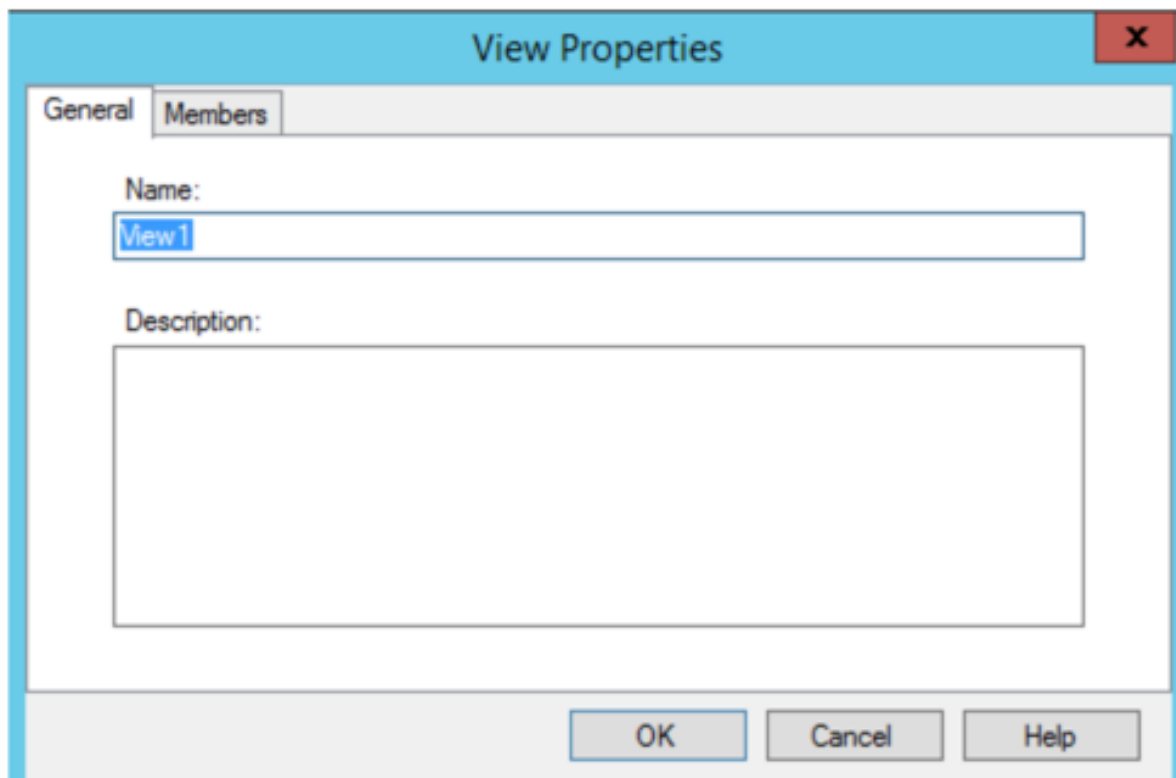 View Properties
x
General Members
Name:
View1
Description:
OK Cancel Help